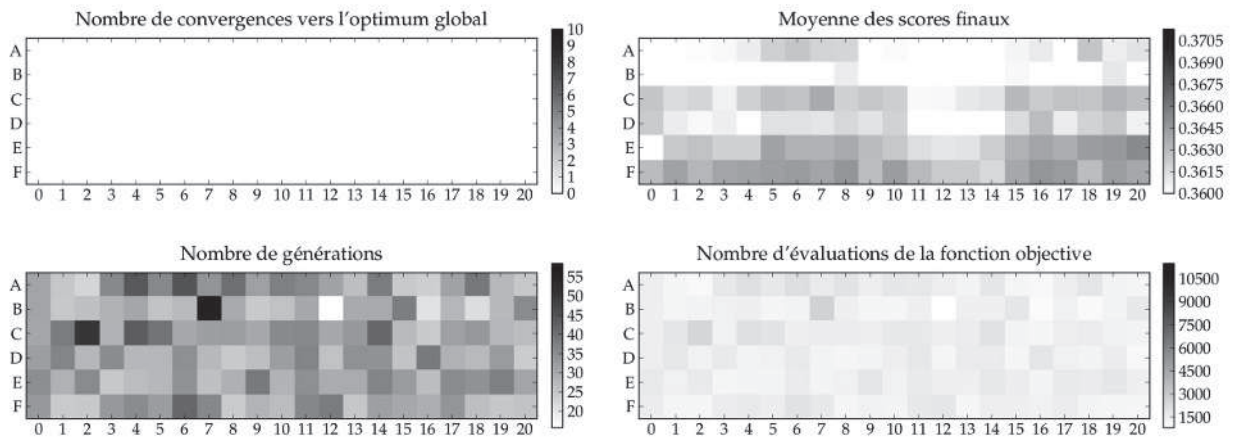 Nombre de convergences vers l'optimum global
A
B
C
D
E
F
0 1 2 3 4 5 6 7 8 9 10 11 12 13 14 15 16 17 18 19 20
10
9
8
7
6
5
4
3
2
1
0
Moyenne des scores finaux
A
B
C
D
E
F
0 1 2 3 4 5 6 7 8 9 10 11 12 13 14 15 16 17 18 19 20
0.3705
0.3690
0.3675
0.3660
0.3645
0.3630
0.3615
0.3600
Nombre de générations
A
B
C
D
E
F
0 1 2 3 4 5 6 7 8 9 10 11 12 13 14 15 16 17 18 19 20
55
50
45
40
35
30
25
20
Nombre d'évaluations de la fonction objective
A
B
C
D
E
F
0 1 2 3 4 5 6 7 8 9 10 11 12 13 14 15 16 17 18 19 20
10500
9000
7500
6000
4500
3000
1500